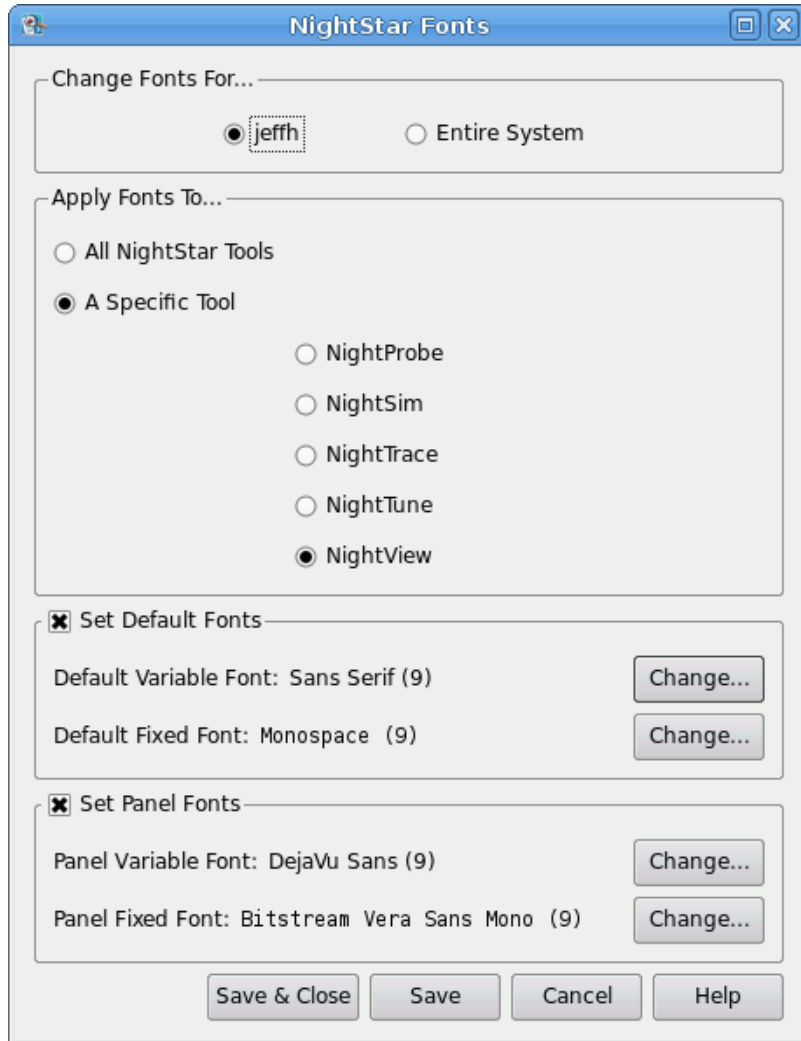 NightStar Fonts
Change Fonts For...
jeffh Entire System
Apply Fonts To...
All NightStar Tools
A Specific Tool
NightProbe
NightSim
NightTrace
NightTune
NightView
Set Default Fonts
Default Variable Font: Sans Serif (9) Change...
Default Fixed Font: Monospace (9) Change...
Set Panel Fonts
Panel Variable Font: DejaVu Sans (9) Change...
Panel Fixed Font: Bitstream Vera Sans Mono (9) Change...
Save & Close Save Cancel Help